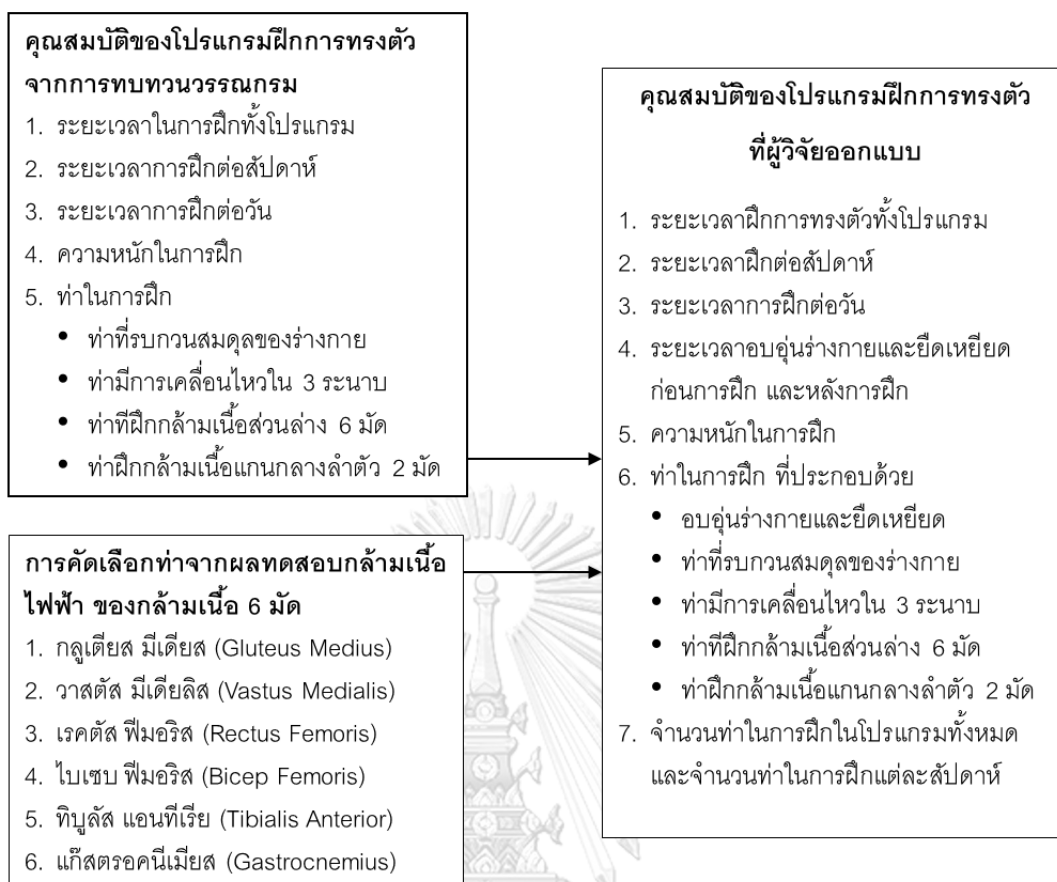 คุณสมบัติของโปรแกรมฝึกการทรงตัว
จากการทบทวนวรรณกรรม
1. ระยะเวลาในการฝึกทั้งโปรแกรม
2. ระยะเวลาการฝึกต่อสัปดาห์
3. ระยะเวลาการฝึกต่อวัน
4. ความหนักในการฝึก
5. ท่าในการฝึก
• ท่าที่รบกวนสมดุลของร่างกาย
• ท่ามีการเคลื่อนไหวใน 3 ระนาบ
• ท่าทีฝึกกล้ามเนื้อส่วนล่าง 6 มัด
• ท่าฝึกกล้ามเนื้อแกนกลางลำตัว 2 มัด
การคัดเลือกท่าจากผลทดสอบกล้ามเนื้อ
ไฟฟ้า ของกล้ามเนื้อ 6 มัด
1. กลูเตียส มีเดียส (Gluteus Medius)
2. วาสตัส มีเดียลิส (Vastus Medialis)
3. เรคตัส ฟีมอริส (Rectus Femoris)
4. ไบเซบ ฟีมอริส (Bicep Femoris)
5. ทิบูลัส แอนทีเรีย (Tibialis Anterior)
6. แก๊สตรอคนีเมียส (Gastrocnemius)
คุณสมบัติของโปรแกรมฝึกการทรงตัว
ที่ผู้วิจัยออกแบบ
1. ระยะเวลาฝึกการทรงตัวทั้งโปรแกรม
2. ระยะเวลาฝึกต่อสัปดาห์
3. ระยะเวลาการฝึกต่อวัน
4. ระยะเวลาอบอุ่นร่างกายและยืดเหยียด
ก่อนการฝึก และหลังการฝึก
5. ความหนักในการฝึก
6. ท่าในการฝึก ที่ประกอบด้วย
• อบอุ่นร่างกายและยืดเหยียด
• ท่าที่รบกวนสมดุลของร่างกาย
• ท่ามีการเคลื่อนไหวใน 3 ระนาบ
• ท่าทีฝึกกล้ามเนื้อส่วนล่าง 6 มัด
• ท่าฝึกกล้ามเนื้อแกนกลางลำตัว 2 มัด
7. จำนวนท่าในการฝึกในโปรแกรมทั้งหมด
และจำนวนท่าในการฝึกแต่ละสัปดาห์